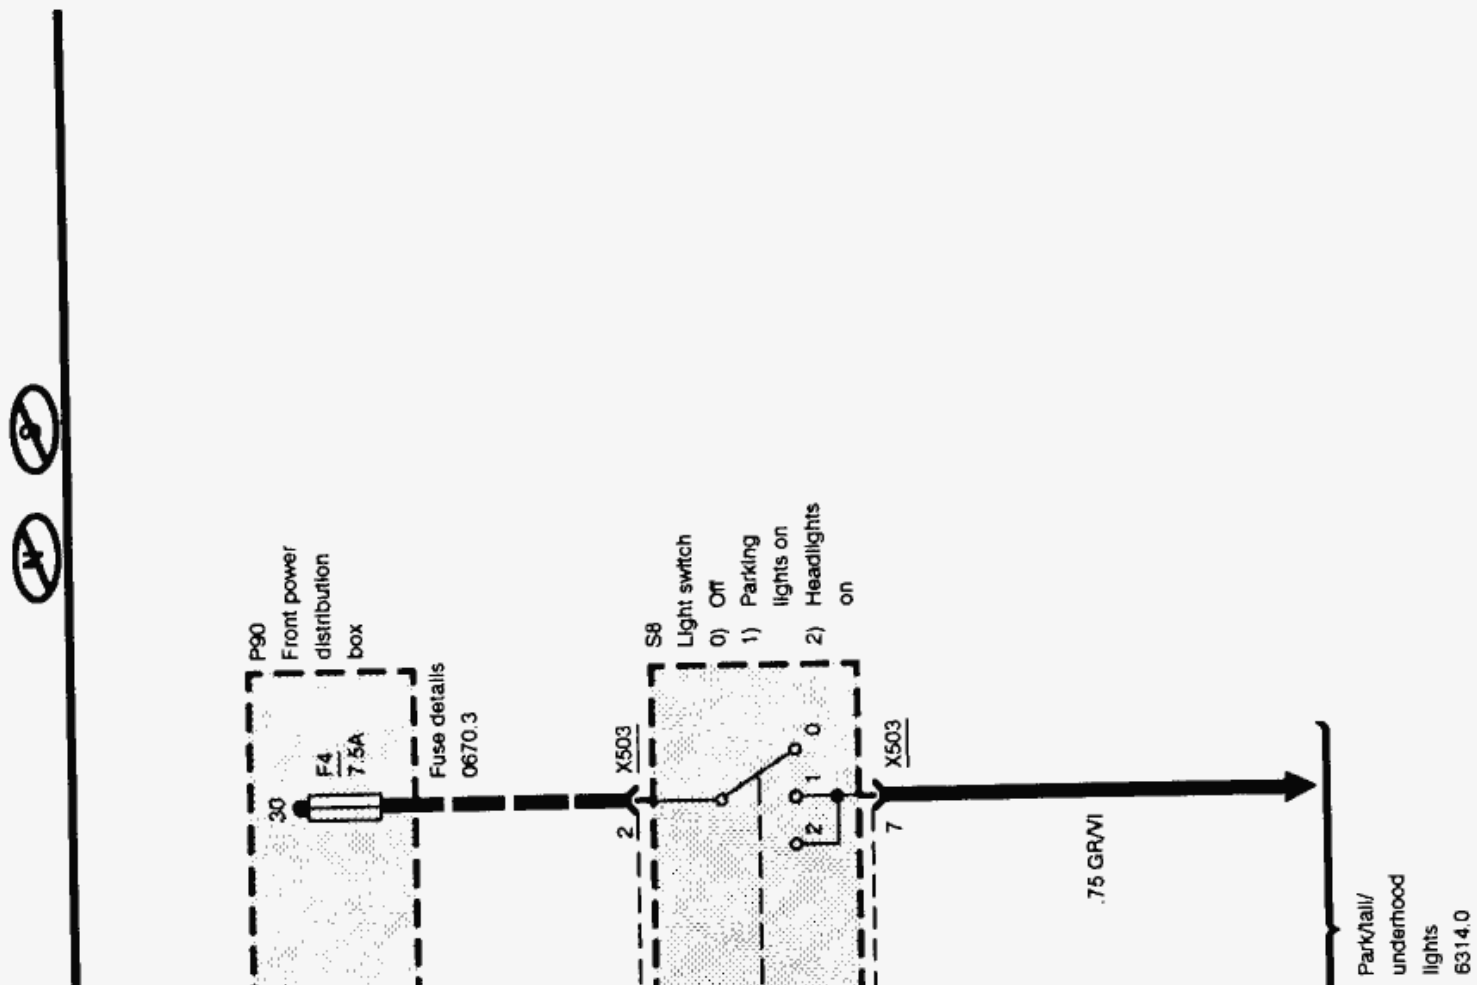 P90
Front power
distribution
box
30
F4
7.5A
Fuse details
0670.3
X503
2
S8
Light switch
0) Off
1) Parking
lights on
2) Headlights
on
0
1
2
X503
7
.75 GR/VI
Park/tail/
underhood
lights
6314.0